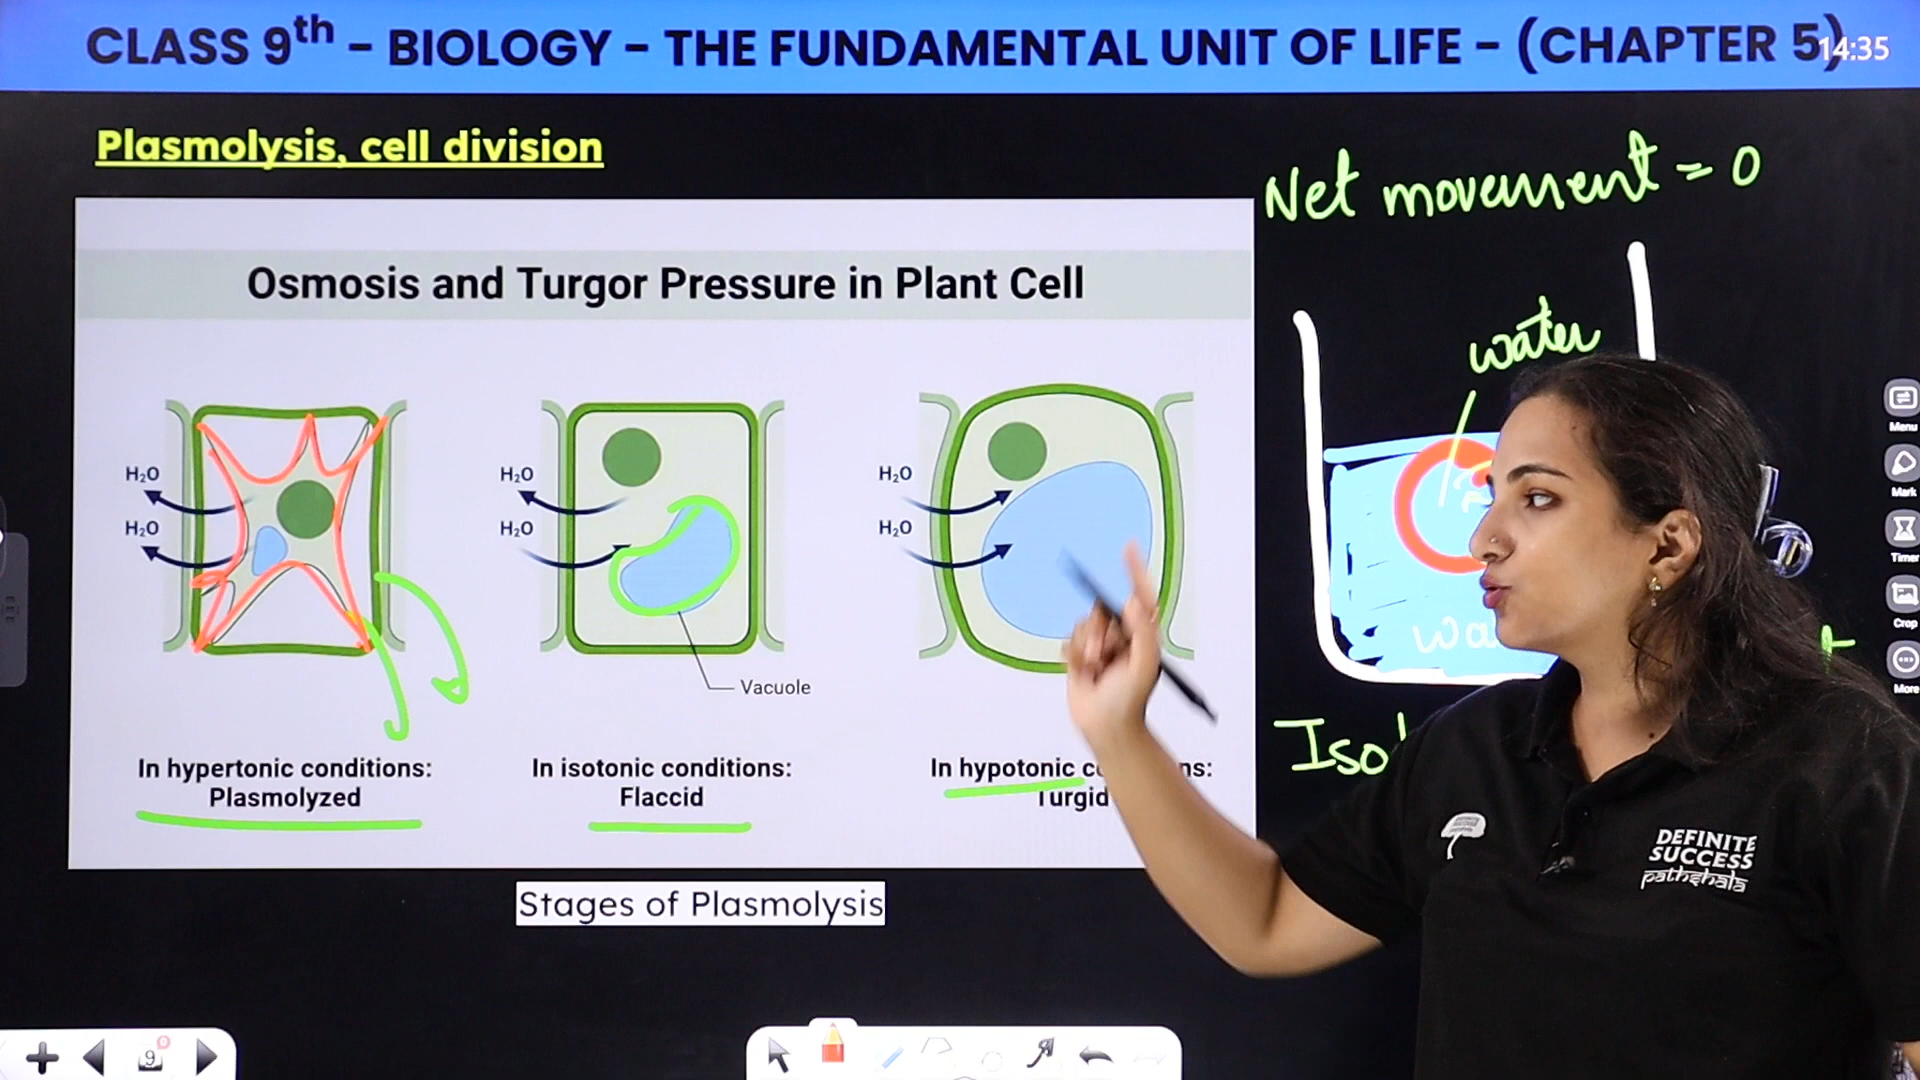 CLASS 9th - BIOLOGY - THE FUNDAMENTAL UNIT OF LIFE - (CHAPTER 5)
14:35
Plasmolysis, cell division
Net movement = 0
Osmosis and Turgor Pressure in Plant Cell
water
H₂O
H₂O
H₂O
H₂O
H₂O
H₂O
Vacuole
In hypertonic conditions:
Plasmolyzed
In isotonic conditions:
Flaccid
In hypotonic
Turgid
Stages of Plasmolysis
DEFINITE
SUCCESS
pathshala
Menu
Mark
Timer
Crop
More
9